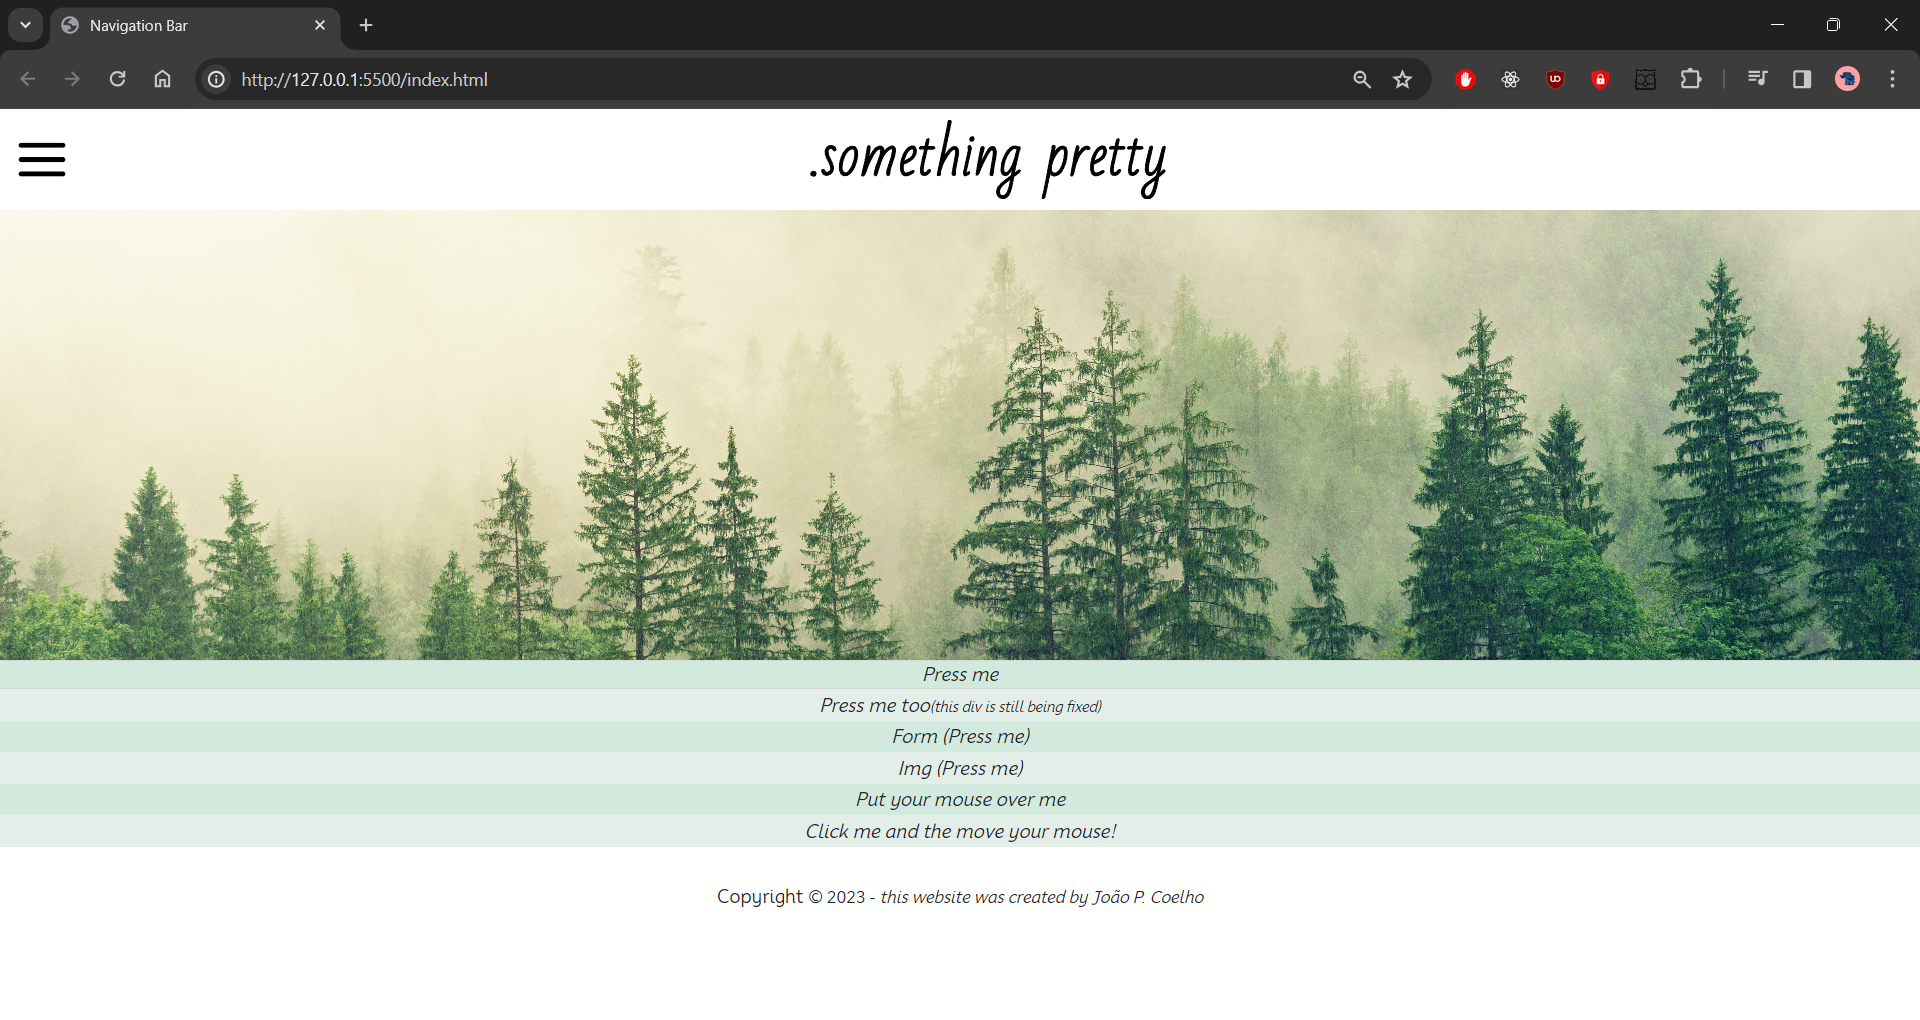 Navigation Bar
http://127.0.0.1:5500/index.html
.something pretty
Press me
Press me too(this div is still being fixed)
Form (Press me)
Img (Press me)
Put your mouse over me
Click me and the move your mouse!
Copyright © 2023 - this website was created by João P. Coelho